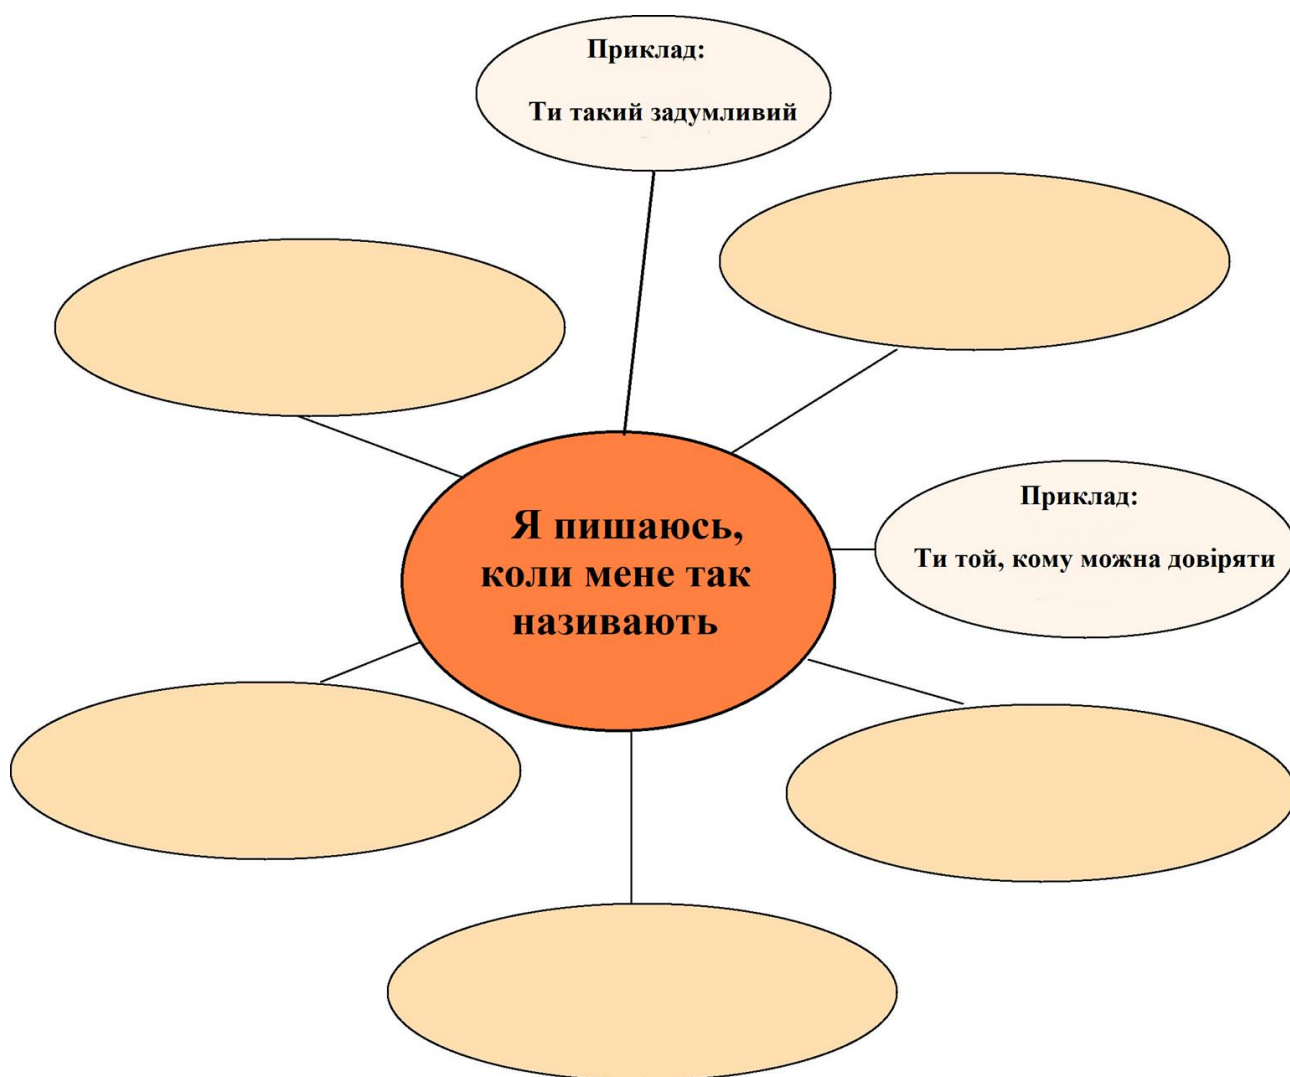 Приклад:
Ти такий задумливий
Приклад:
Ти той, кому можна довіряти
Я пишаюсь,
коли мене так
називають